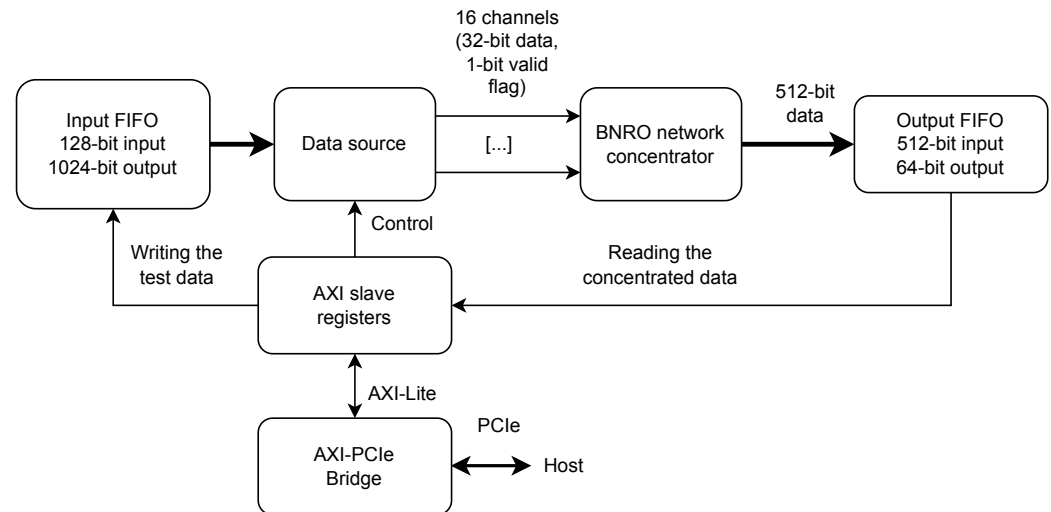 16 channels
(32-bit data,
1-bit valid
flag)
Input FIFO
128-bit input
1024-bit output
Data source
[...]
BNRO network
concentrator
512-bit
data
Output FIFO
512-bit input
64-bit output
Control
Writing the
test data
AXI slave
registers
Reading the
concentrated data
AXI-Lite
AXI-PCIe
Bridge
PCIe
Host